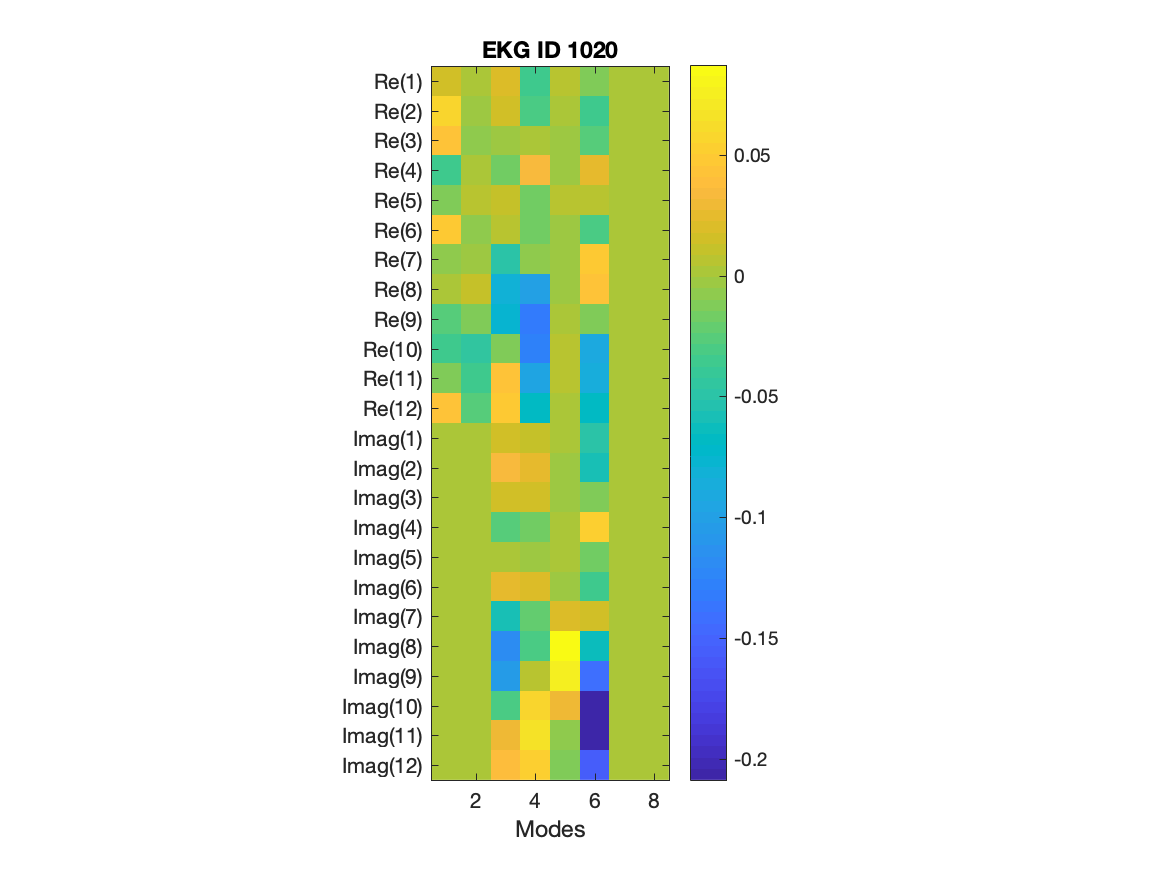 EKG ID 1020
Re(1)
Re(2)
Re(3)
Re(4)
Re(5)
Re(6)
Re(7)
Re(8)
Re(9)
Re(10)
Re(11)
Re(12)
Imag(1)
Imag(2)
Imag(3)
Imag(4)
Imag(5)
Imag(6)
Imag(7)
Imag(8)
Imag(9)
Imag(10)
Imag(11)
Imag(12)
2 4 6 8
Modes
0.05
0
-0.05
-0.1
-0.15
-0.2